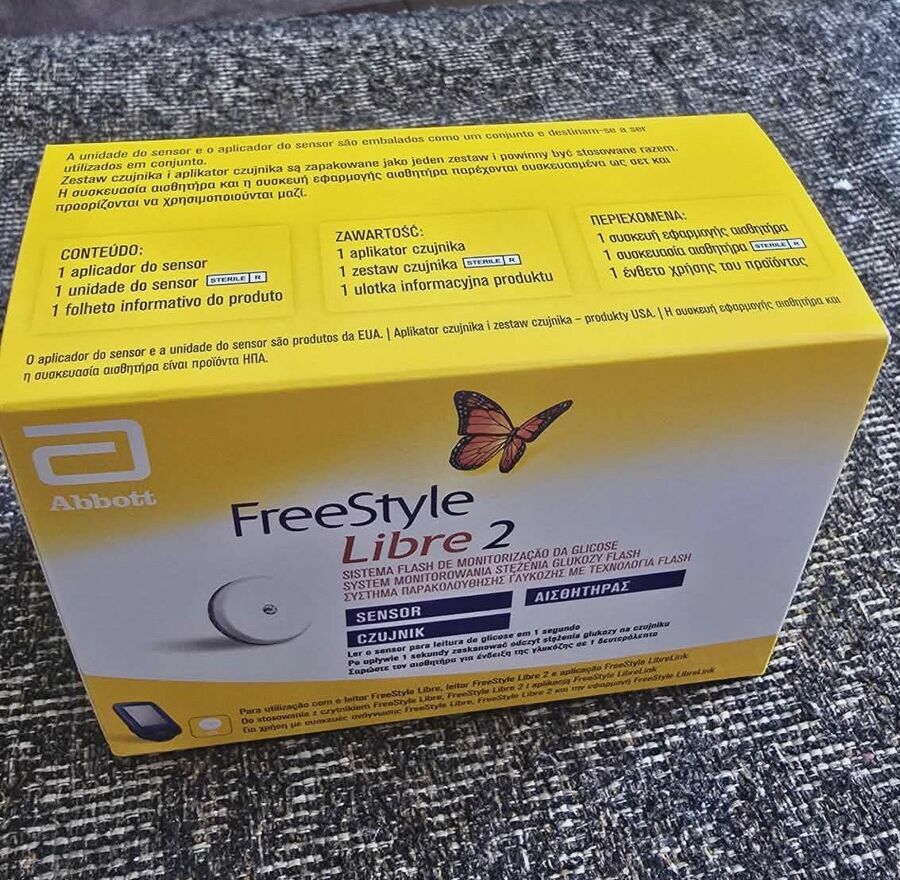 A unidade do sensor e o aplicador do sensor são embalados como um conjunto e destinam-se a ser
utilizados em conjunto.
Zestaw czujnika i aplikator czujnika są zapakowane jako jeden zestaw i powinny być stosowane razem.
Η συσκευασία αισθητήρα και η συσκευή εφαρμογής αισθητήρα παρέχονται συσκευασμένα ως σετ και
προορίζονται να χρησιμοποιούνται μαζί.
CONTEÚDO:
1 aplicador do sensor
1 unidade do sensor STERILE R
1 folheto informativo do produto
ZAWARTOŚĆ:
1 aplikator czujnika
1 zestaw czujnika STERILE R
1 ulotka informacyjna produktu
ΠΕΡΙΕΧΟΜΕΝΑ:
1 συσκευή εφαρμογής αισθητήρα
1 συσκευασία αισθητήρα STERILE R
1 ένθετο χρήσης του προϊόντος
O aplicador do sensor e a unidade do sensor são produtos da EUA. | Aplikator czujnika i zestaw czujnika – produkty USA. | Η συσκευή εφαρμογής αισθητήρα και
η συσκευασία αισθητήρα είναι προϊόντα ΗΠΑ.
Abbott
FreeStyle
Libre 2
SISTEMA FLASH DE MONITORIZAÇÃO DA GLICOSE
SYSTEM MONITOROWANIA STĘŻENIA GLUKOZY FLASH
ΣΥΣΤΗΜΑ ΠΑΡΑΚΟΛΟΥΘΗΣΗΣ ΓΛΥΚΟΖΗΣ ΜΕ ΤΕΧΝΟΛΟΓΙΑ FLASH
SENSOR
ΑΙΣΘΗΤΗΡΑΣ
CZUJNIK
Ler o sensor para leitura de glicose em 1 segundo
Po upływie 1 sekundy zeskanować odczyt stężenia glukozy na czujniku
Σαρώστε τον αισθητήρα για ένδειξη της γλυκόζης σε 1 δευτερόλεπτο
Para utilização com o leitor FreeStyle Libre, leitor FreeStyle Libre 2 e aplicação FreeStyle LibreLink
Do stosowania z czytnikiem FreeStyle Libre, FreeStyle Libre 2 i aplikacją FreeStyle LibreLink
Για χρήση με συσκευές ανάγνωσης FreeStyle Libre, FreeStyle Libre 2 και την εφαρμογή FreeStyle LibreLink